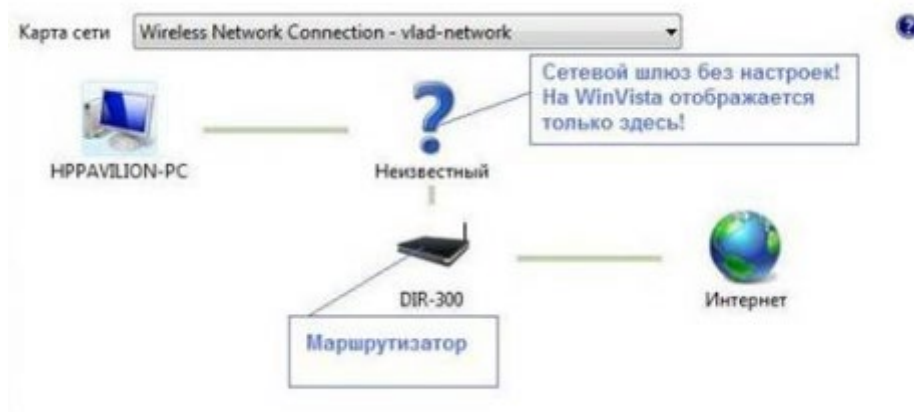 Карта сети Wireless Network Connection - vlad-network
Сетевой шлюз без настроек!
На WinVista отображается
только здесь!
HPPAVILION-PC
Неизвестный
DIR-300
Интернет
Маршрутизатор